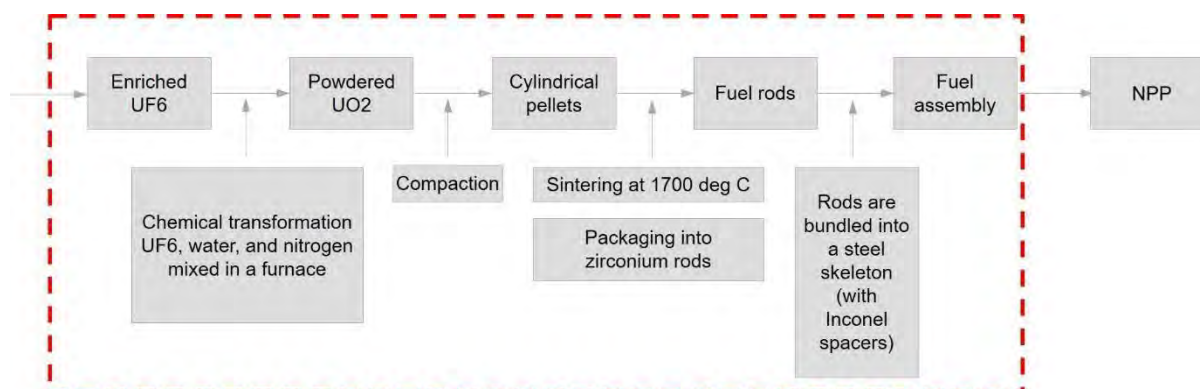 Enriched
UF6
Powdered
UO2
Cylindrical
pellets
Fuel rods
Fuel
assembly
NPP
Chemical transformation
UF6, water, and nitrogen
mixed in a furnace
Compaction
Sintering at 1700 deg C
Packaging into
zirconium rods
Rods are
bundled into
a steel
skeleton
(with
Inconel
spacers)